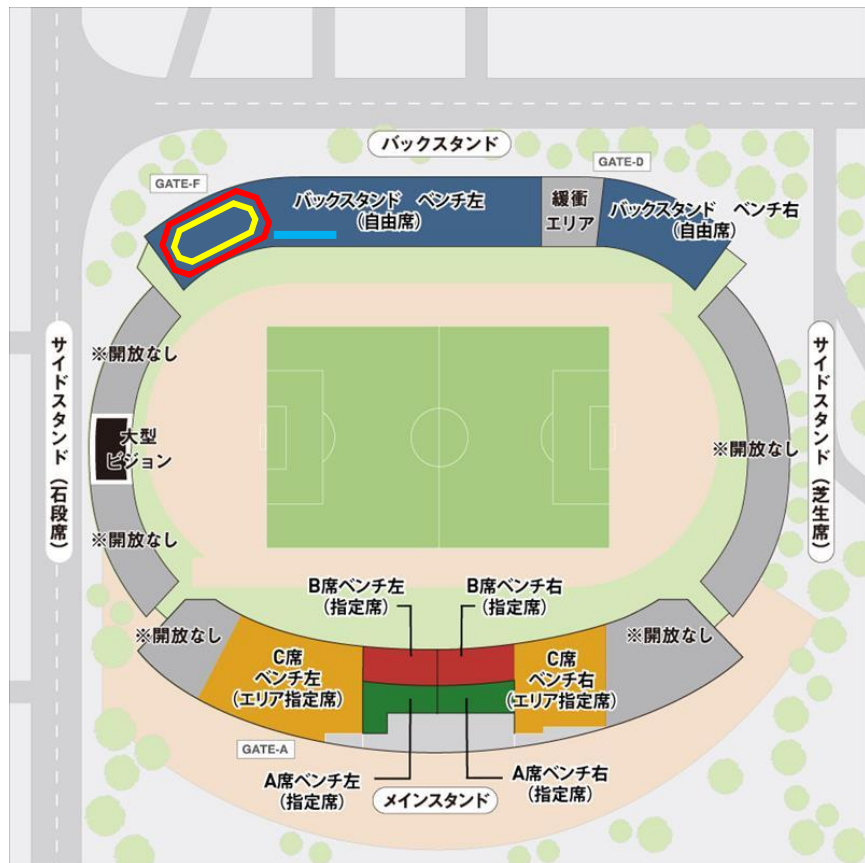 バックスタンド
GATE-D
GATE-F
バックスタンド ベンチ左
(自由席)
緩衝
エリア
バックスタンド ベンチ右
(自由席)
サイドスタンド(石段席)
※開放なし
大型
ビジョン
※開放なし
※開放なし
サイドスタンド(芝生席)
B席ベンチ左
(指定席)
B席ベンチ右
(指定席)
※開放なし
※開放なし
C席
ベンチ左
(エリア指定席)
C席
ベンチ右
(エリア指定席)
GATE-A
A席ベンチ左
(指定席)
A席ベンチ右
(指定席)
メインスタンド